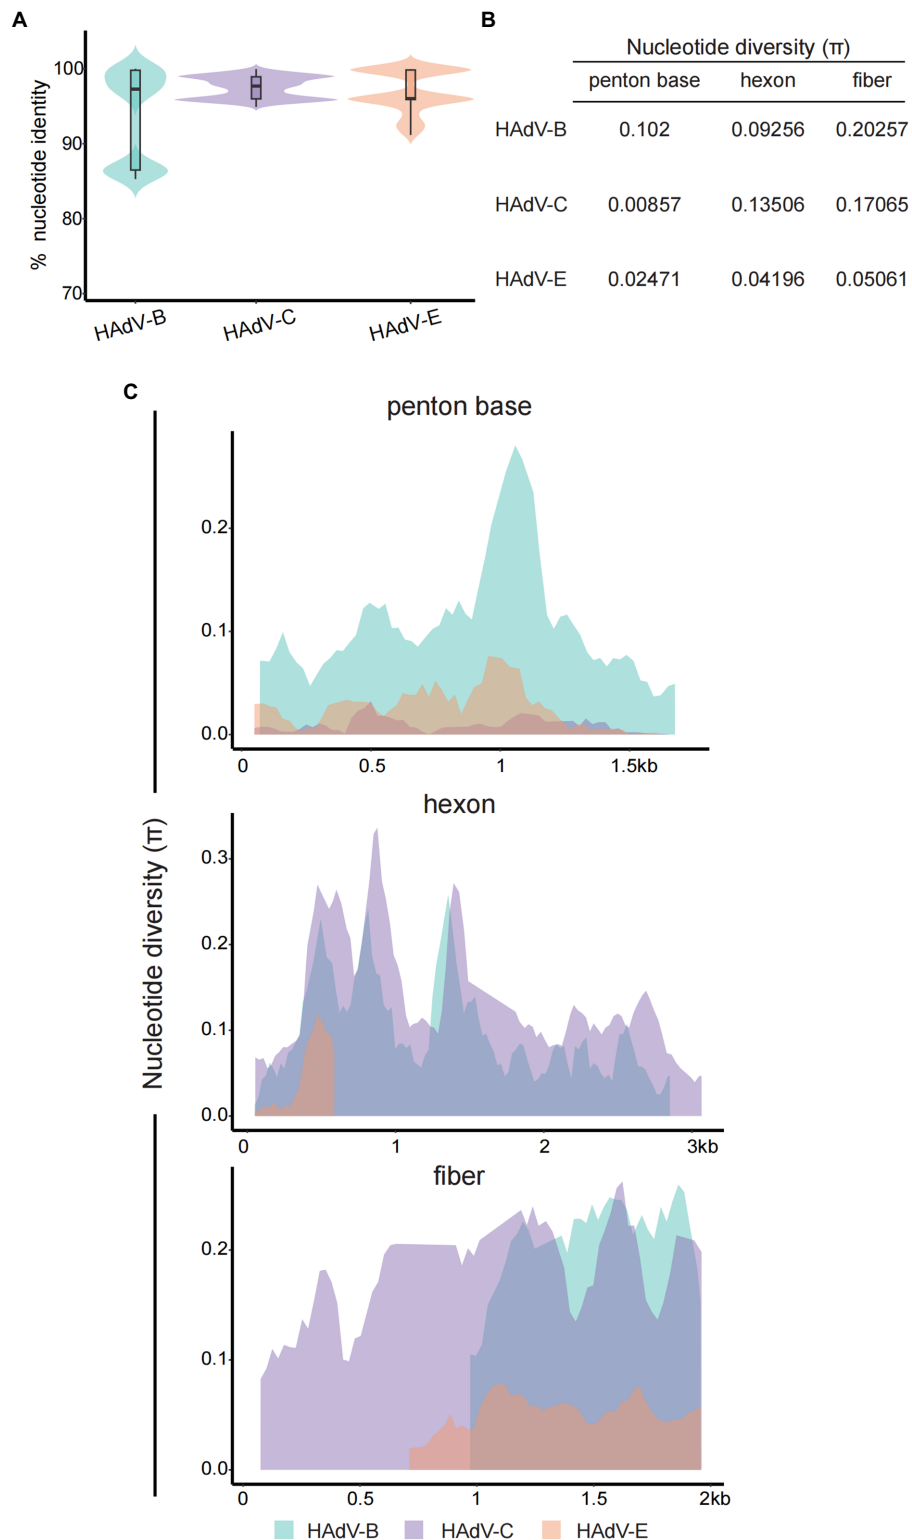 A
% nucleotide identity
100
90
80
70
HAdV-B
HAdV-C
HAdV-E
B
Nucleotide diversity (π)
penton base hexon fiber
HAdV-B 0.102 0.09256 0.20257
HAdV-C 0.00857 0.13506 0.17065
HAdV-E 0.02471 0.04196 0.05061
C
Nucleotide diversity (π)
penton base
0.2
0.1
0.0
0 0.5 1 1.5kb
hexon
0.3
0.2
0.1
0.0
0 1 2 3kb
fiber
0.2
0.1
0.0
0 0.5 1 1.5 2kb
HAdV-B HAdV-C HAdV-E